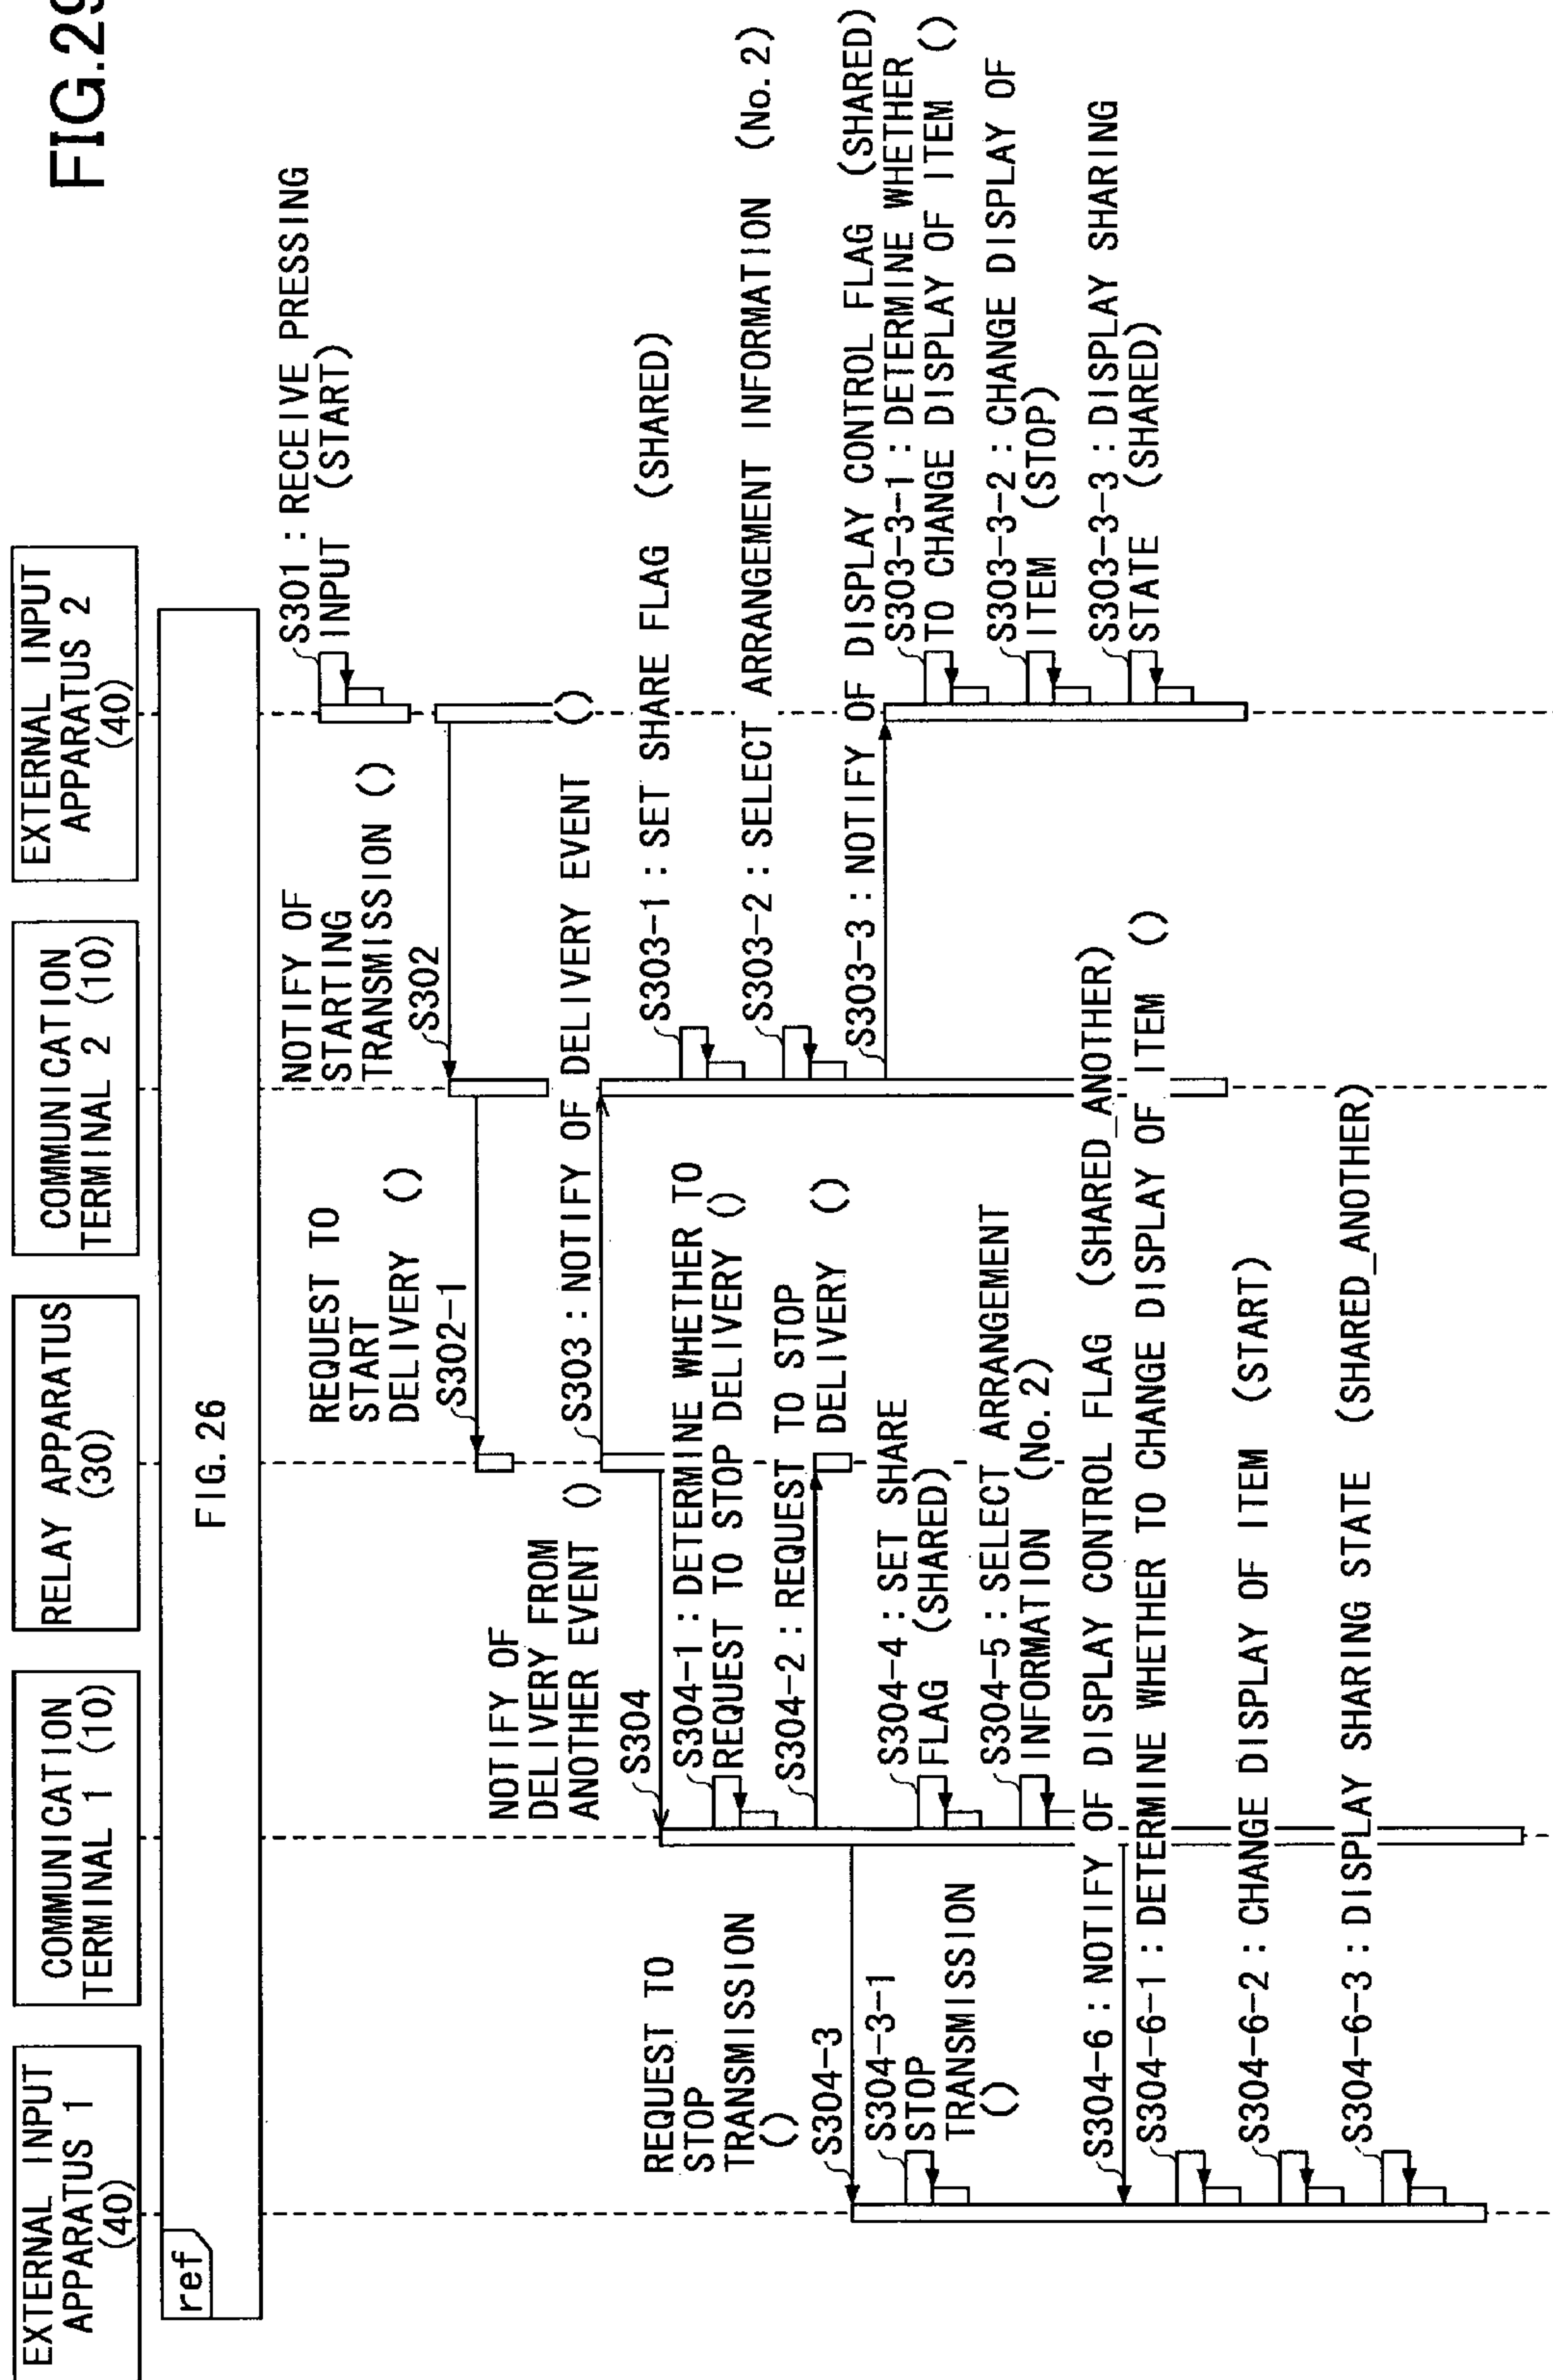 FIG.29
EXTERNAL INPUT
APPARATUS 1
(40)
COMMUNICATION
TERMINAL 1 (10)
RELAY APPARATUS
(30)
COMMUNICATION
TERMINAL 2 (10)
EXTERNAL INPUT
APPARATUS 2
(40)
ref
FIG. 26
S301 : RECEIVE PRESSING
INPUT (START)
NOTIFY OF
STARTING
TRANSMISSION ()
S302
()
REQUEST TO
START
DELIVERY ()
S302-1
S303 : NOTIFY OF DELIVERY EVENT
S303-1 : SET SHARE FLAG (SHARED)
S303-2 : SELECT ARRANGEMENT INFORMATION (No. 2)
S303-3 : NOTIFY OF DISPLAY CONTROL FLAG (SHARED)
S303-3-1 : DETERMINE WHETHER
TO CHANGE DISPLAY OF ITEM ()
S303-3-2 : CHANGE DISPLAY OF
ITEM (STOP)
S303-3-3 : DISPLAY SHARING
STATE (SHARED)
NOTIFY OF
DELIVERY FROM
ANOTHER EVENT ()
S304
S304-1 : DETERMINE WHETHER TO
REQUEST TO STOP DELIVERY ()
S304-2 : REQUEST TO STOP
DELIVERY ()
REQUEST TO
STOP
TRANSMISSION
()
S304-3
S304-3-1
STOP
TRANSMISSION
()
S304-4 : SET SHARE
FLAG (SHARED)
S304-5 : SELECT ARRANGEMENT
INFORMATION (No. 2)
S304-6 : NOTIFY OF DISPLAY CONTROL FLAG (SHARED_ANOTHER)
S304-6-1 : DETERMINE WHETHER TO CHANGE DISPLAY OF ITEM ()
S304-6-2 : CHANGE DISPLAY OF ITEM (START)
S304-6-3 : DISPLAY SHARING STATE (SHARED_ANOTHER)